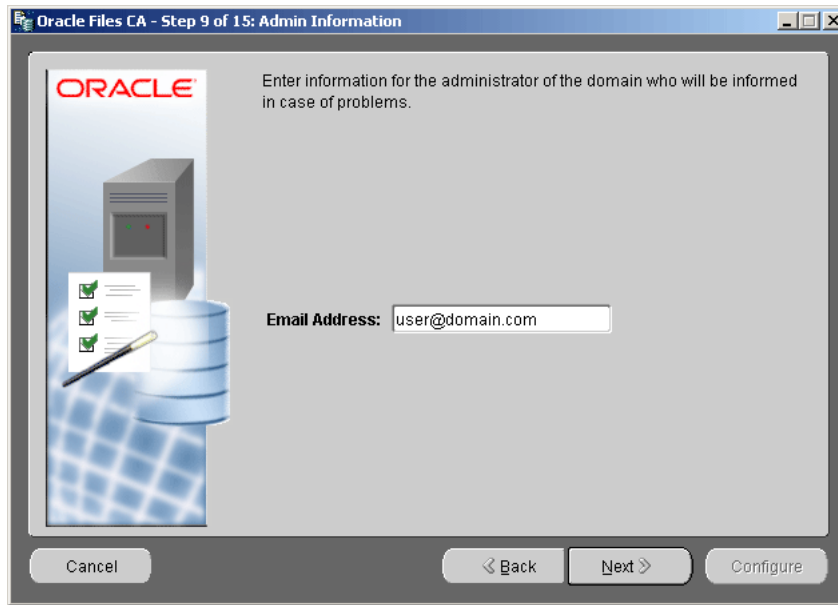 Oracle Files CA - Step 9 of 15: Admin Information
ORACLE
Enter information for the administrator of the domain who will be informed
in case of problems.
Email Address: user@domain.com
Cancel Back Next Configure